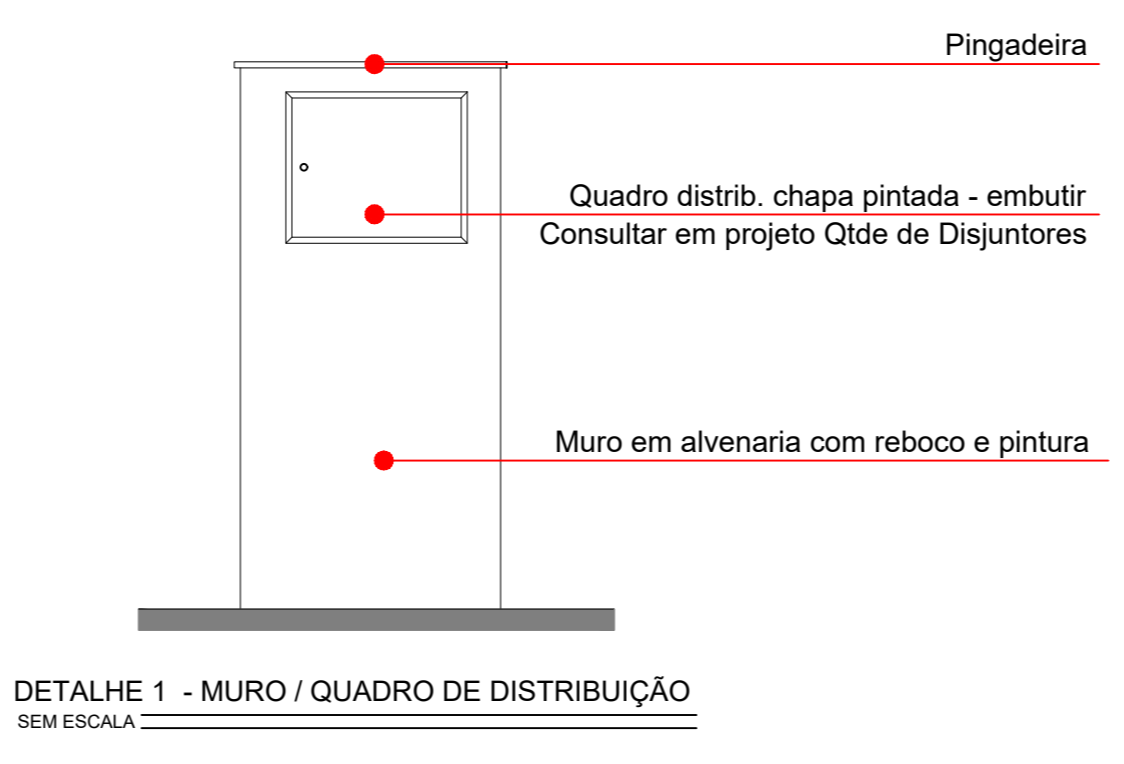 Pingadeira
Quadro distrib. chapa pintada - embutir
Consultar em projeto Qtde de Disjuntores
Muro em alvenaria com reboco e pintura
DETALHE 1 - MURO / QUADRO DE DISTRIBUIÇÃO
SEM ESCALA